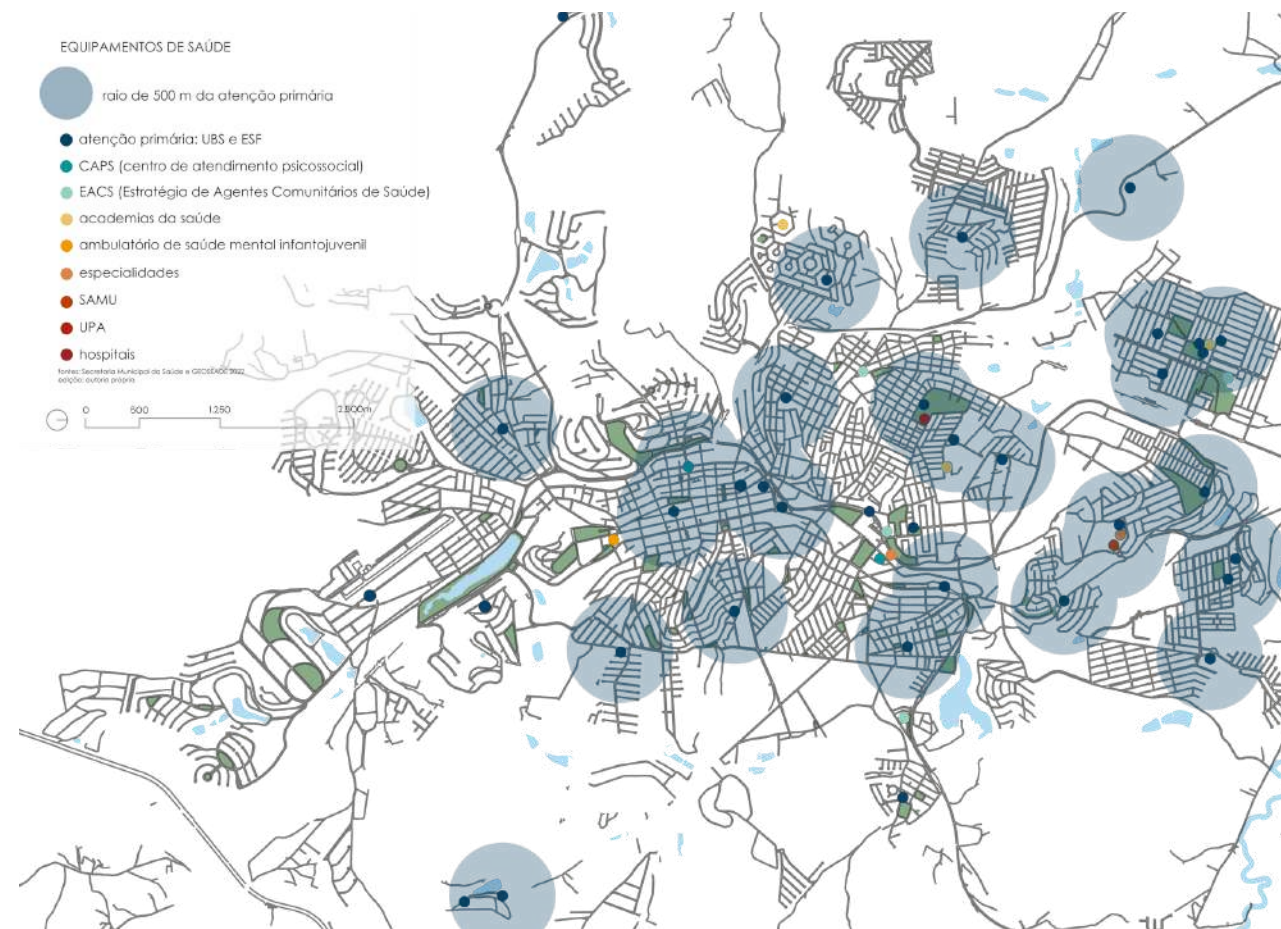 EQUIPAMENTOS DE SAÚDE
raio de 500 m da atenção primária
atenção primária: UBS e ESF
CAPS (centro de atendimento psicossocial)
EACS (Estratégia de Agentes Comunitários de Saúde)
academias da saúde
ambulatório de saúde mental infantojuvenil
especialidades
SAMU
UPA
hospitais
fontes: Secretaria Municipal de Saúde e GEOSEADE 2022
edição: autoria própria.
0 500 1250 2.500m